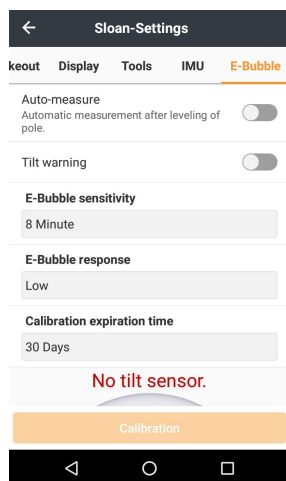 Sloan-Settings
keout Display Tools IMU E-Bubble
Auto-measure
Automatic measurement after leveling of
pole.
Tilt warning
E-Bubble sensitivity
8 Minute
E-Bubble response
Low
Calibration expiration time
30 Days
No tilt sensor.
Calibration